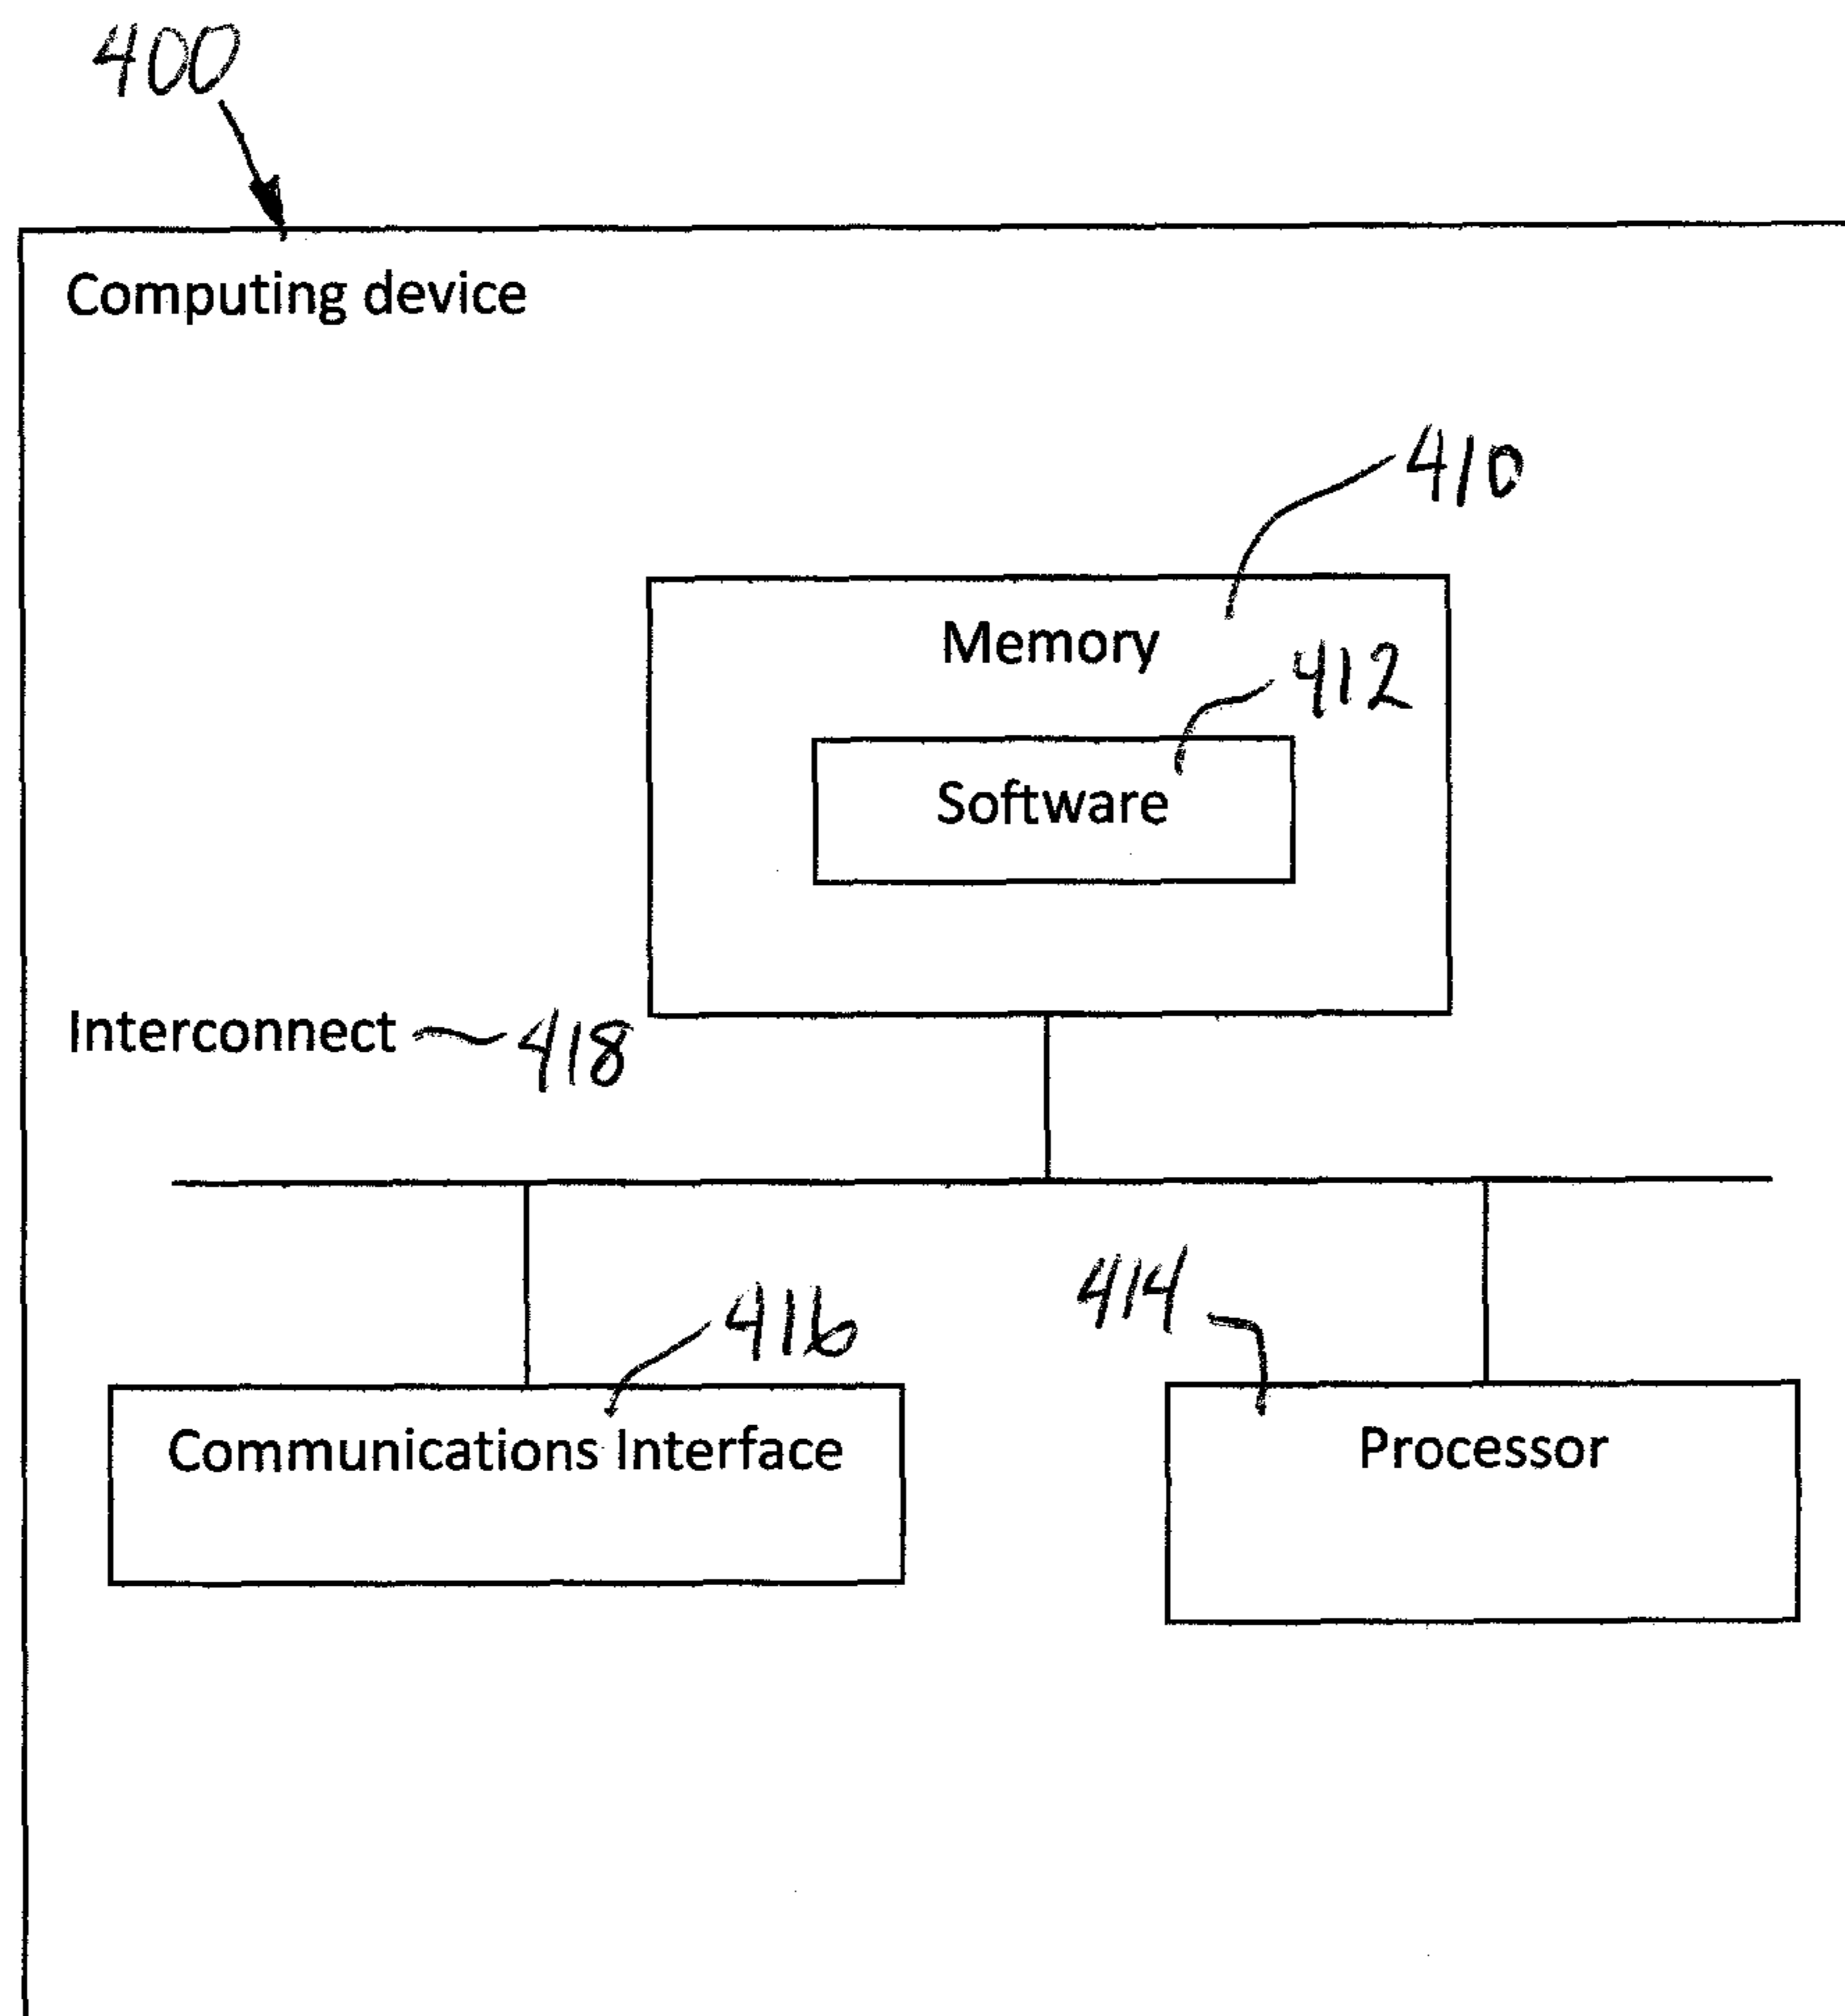 400
Computing device
410
Memory
412
Software
Interconnect 418
416
414
Communications Interface
Processor